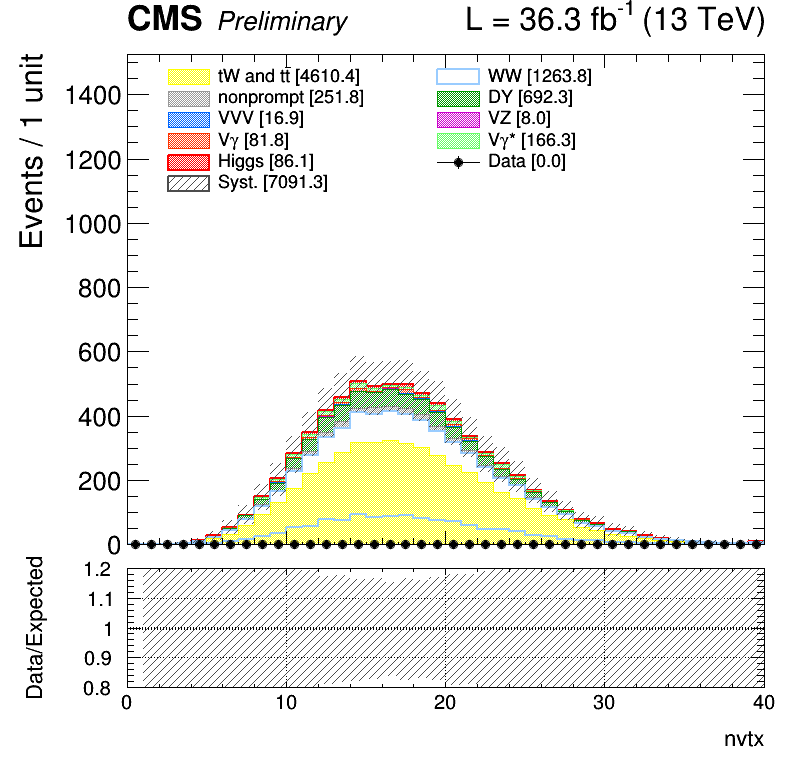 CMS Preliminary L = 36.3 fb-1 (13 TeV)
Events / 1 unit
1400
1200
1000
800
600
400
200
0
tW and tt̄ [4610.4]
nonprompt [251.8]
VVV [16.9]
Vγ [81.8]
Higgs [86.1]
Syst. [7091.3]
WW [1263.8]
DY [692.3]
VZ [8.0]
Vγ* [166.3]
Data [0.0]
Data/Expected
1.2
1.1
1
0.9
0.8
0 10 20 30 40
nvtx